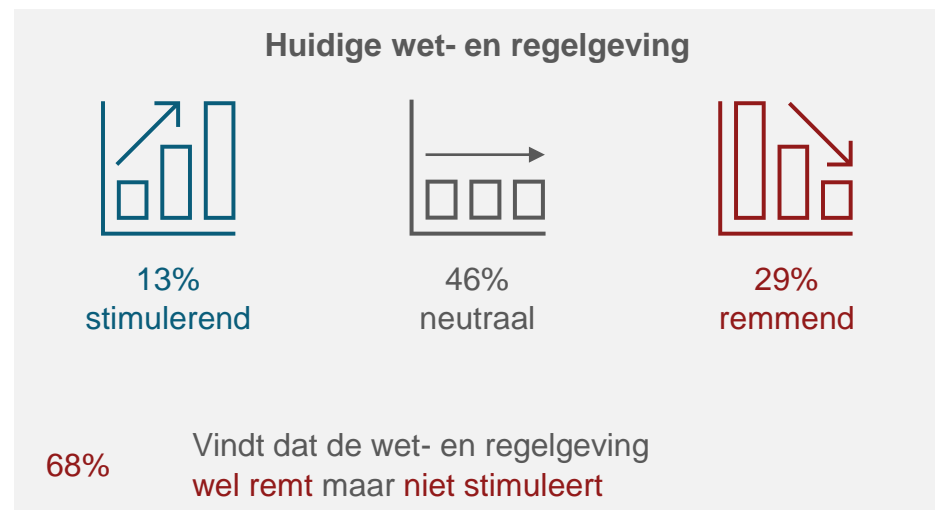 Huidige wet- en regelgeving
13%
stimulerend
46%
neutraal
29%
remmend
68%
Vindt dat de wet- en regelgeving
wel remt maar niet stimuleert